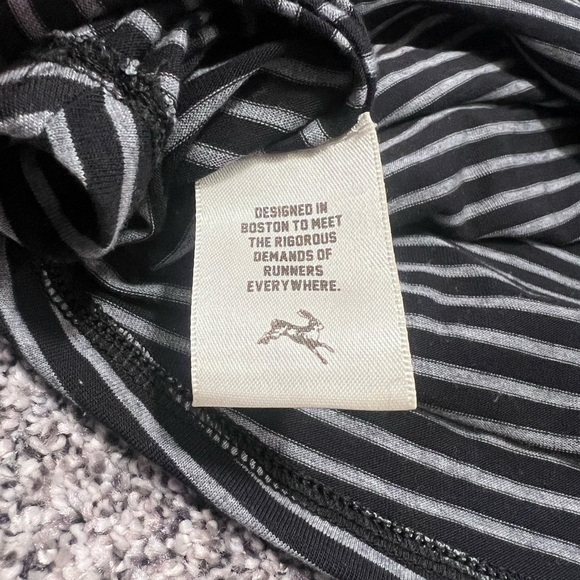 DESIGNED IN
BOSTON TO MEET
THE RIGOROUS
DEMANDS OF
RUNNERS
EVERYWHERE.